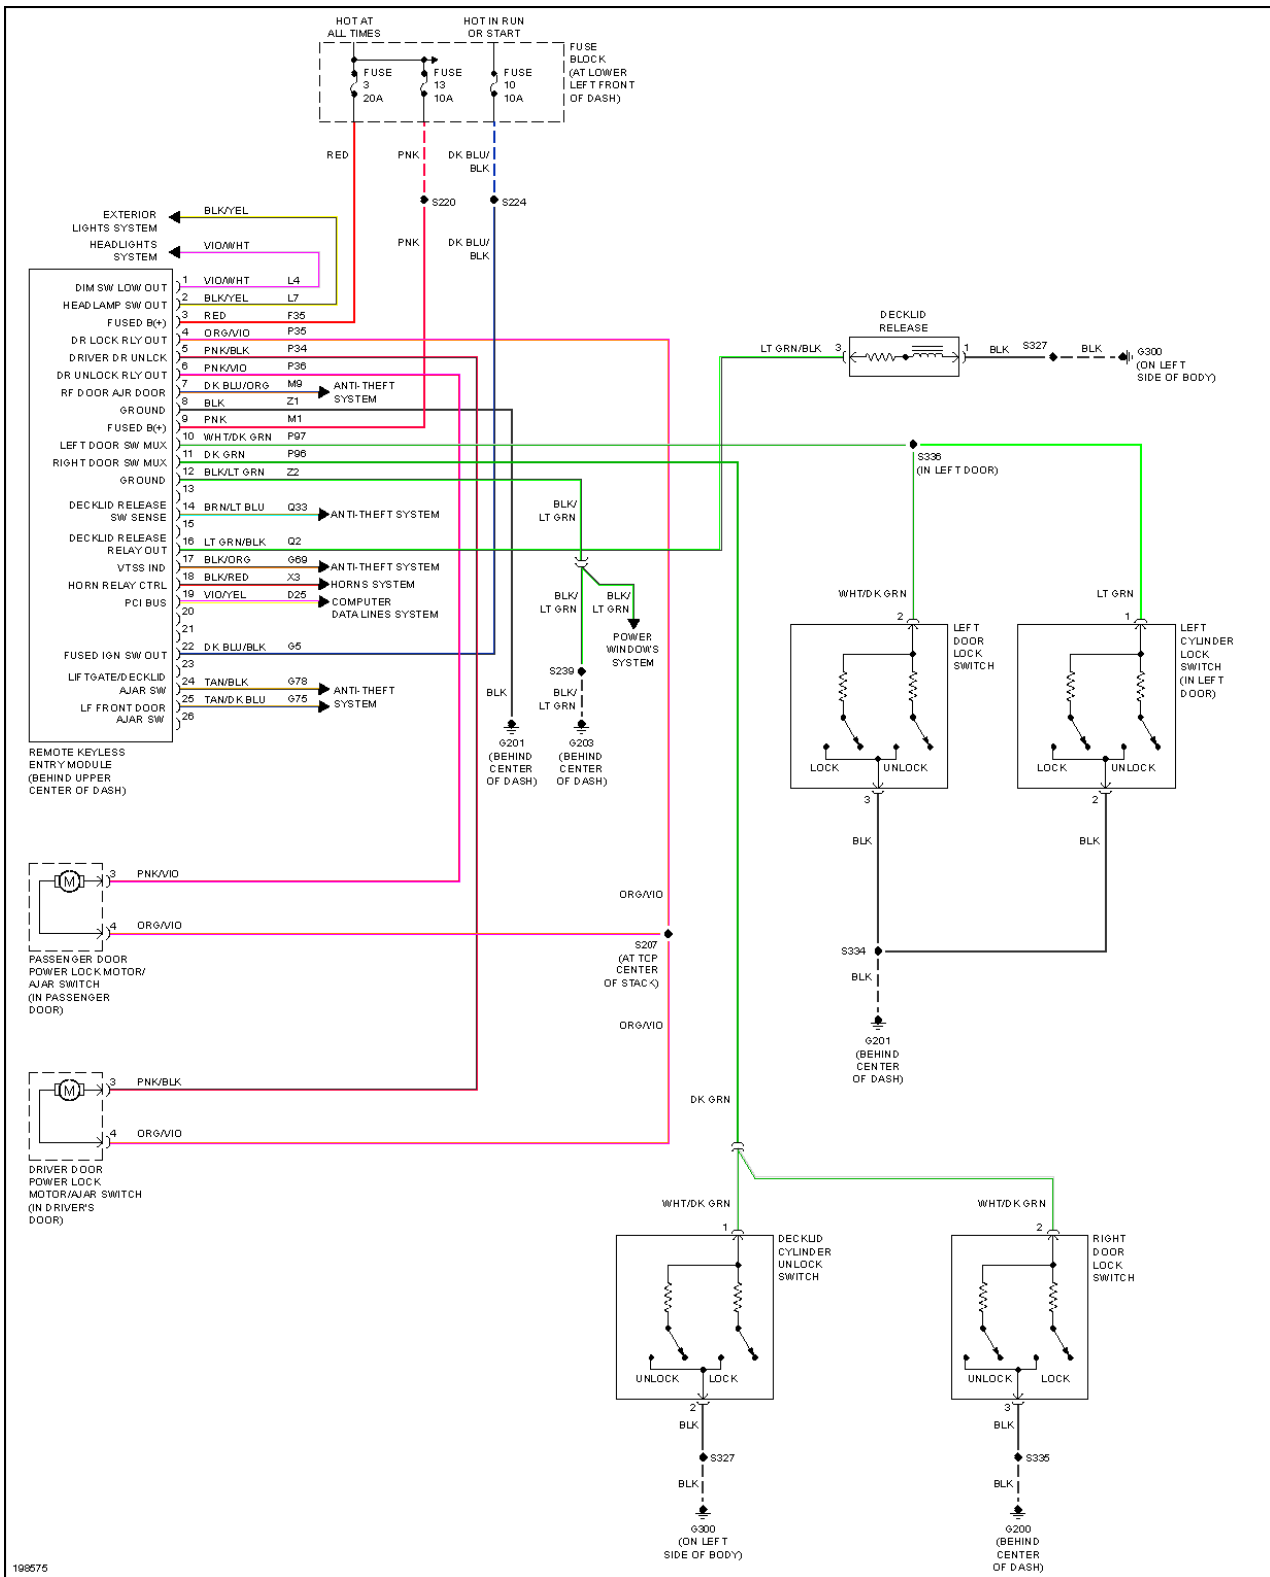 HOT AT
ALL TIMES
HOT IN RUN
OR START
FUSE
BLOCK
(AT LOWER
LEFT FRONT
OF DASH)
FUSE
3
20A
FUSE
13
10A
FUSE
10
10A
RED
PNK
DK BLU/
BLK
S220
S224
PNK
DK BLU/
BLK
EXTERIOR
LIGHTS SYSTEM
BLK/YEL
HEADLIGHTS
SYSTEM
VIO/WHT
DIM SW LOW OUT
1 VIO/WHT L4
HEADLAMP SW OUT
2 BLK/YEL L7
FUSED B(+)
3 RED F35
DR LOCK RLY OUT
4 ORG/VIO P35
DRIVER DR UNLCK
5 PNK/BLK P34
DR UNLOCK RLY OUT
6 PNK/VIO P36
RF DOOR AJR DOOR
7 DK BLU/ORG M9
ANTI-THEFT
SYSTEM
GROUND
8 BLK Z1
FUSED B(+)
9 PNK M1
LEFT DOOR SW MUX
10 WHT/DK GRN P97
RIGHT DOOR SW MUX
11 DK GRN P96
GROUND
12 BLK/LT GRN Z2
13
DECKLID RELEASE
SW SENSE
14 BRN/LT BLU Q33
ANTI-THEFT SYSTEM
15
DECKLID RELEASE
RELAY OUT
16 LT GRN/BLK Q2
VTSS IND
17 BLK/ORG G69
ANTI-THEFT SYSTEM
HORN RELAY CTRL
18 BLK/RED X3
HORNS SYSTEM
PCI BUS
19 VIO/YEL D25
COMPUTER
DATA LINES SYSTEM
20
21
FUSED IGN SW OUT
22 DK BLU/BLK G5
23
LIFTGATE/DECKLID
AJAR SW
24 TAN/BLK G78
ANTI-THEFT
SYSTEM
LF FRONT DOOR
AJAR SW
25 TAN/DK BLU G75
26
REMOTE KEYLESS
ENTRY MODULE
(BEHIND UPPER
CENTER OF DASH)
DECKLID
RELEASE
LT GRN/BLK
3
1
BLK
S327
BLK
G300
(ON LEFT
SIDE OF BODY)
S336
(IN LEFT DOOR)
BLK/
LT GRN
BLK/
LT GRN
BLK/
LT GRN
POWER
WINDOWS
SYSTEM
S239
BLK/
LT GRN
BLK
G201
(BEHIND
CENTER
OF DASH)
G203
(BEHIND
CENTER
OF DASH)
WHT/DK GRN
2
LEFT
DOOR
LOCK
SWITCH
LOCK
UNLOCK
3
BLK
LT GRN
1
LEFT
CYLINDER
LOCK
SWITCH
(IN LEFT
DOOR)
LOCK
UNLOCK
2
BLK
S334
BLK
G201
(BEHIND
CENTER
OF DASH)
M
3 PNK/VIO
4 ORG/VIO
PASSENGER DOOR
POWER LOCK MOTOR/
AJAR SWITCH
(IN PASSENGER
DOOR)
ORG/VIO
S207
(AT TCP
CENTER
OF STACK)
ORG/VIO
M
3 PNK/BLK
4 ORG/VIO
DRIVER DOOR
POWER LOCK
MOTOR/AJAR SWITCH
(IN DRIVER'S
DOOR)
DK GRN
WHT/DK GRN
1
DECKLID
CYLINDER
UNLOCK
SWITCH
UNLOCK
LOCK
2
BLK
S327
BLK
G300
(ON LEFT
SIDE OF BODY)
WHT/DK GRN
2
RIGHT
DOOR
LOCK
SWITCH
UNLOCK
LOCK
3
BLK
S335
BLK
G200
(BEHIND
CENTER
OF DASH)
198575